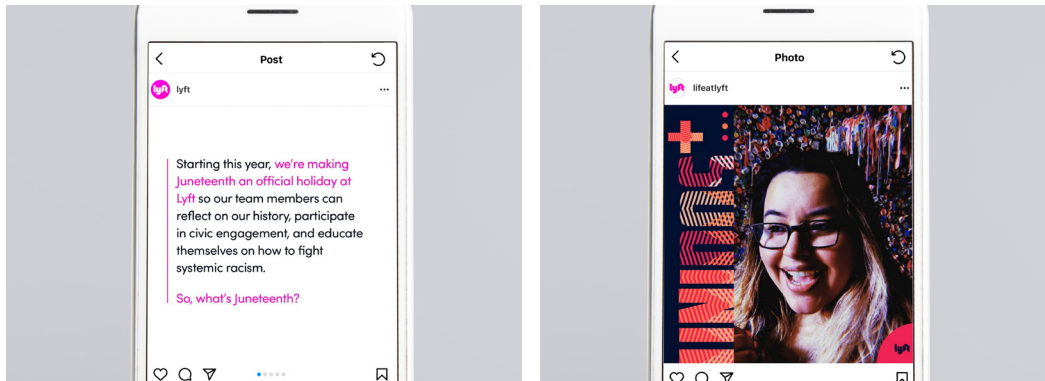 Post
lyft
lyft
Starting this year, we're making
Juneteenth an official holiday at
Lyft so our team members can
reflect on our history, participate
in civic engagement, and educate
themselves on how to fight
systemic racism.
So, what's Juneteenth?
Photo
lyft
lifeatlyft
UNIDOS+
lyft